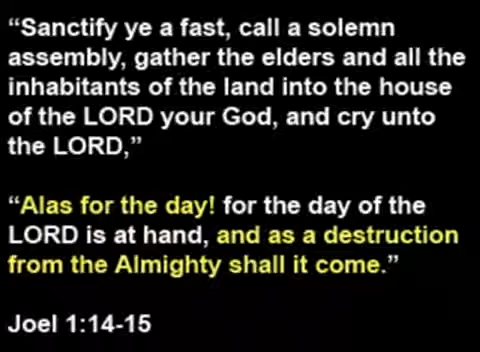 “Sanctify ye a fast, call a solemn
assembly, gather the elders and all the
inhabitants of the land into the house
of the LORD your God, and cry unto
the LORD,”
“Alas for the day! for the day of the
LORD is at hand, and as a destruction
from the Almighty shall it come.”
Joel 1:14-15